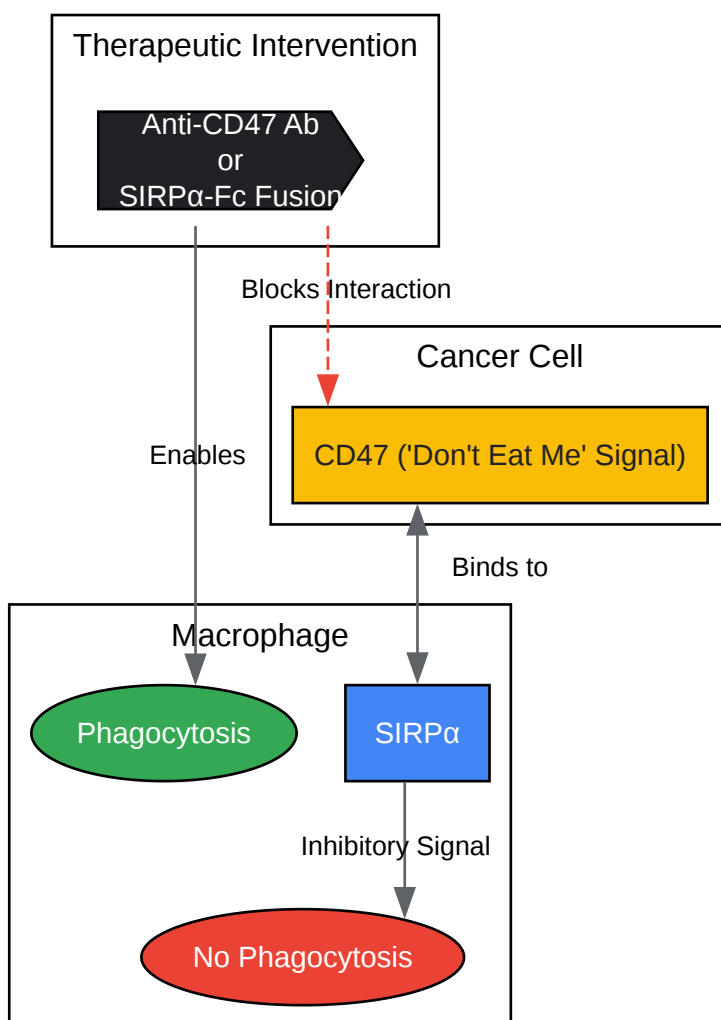 Therapeutic Intervention
Anti-CD47 Ab
or
SIRPα-Fc Fusion
Blocks Interaction
Cancer Cell
CD47 ('Don't Eat Me' Signal)
Enables
Binds to
Macrophage
Phagocytosis
SIRPα
Inhibitory Signal
No Phagocytosis